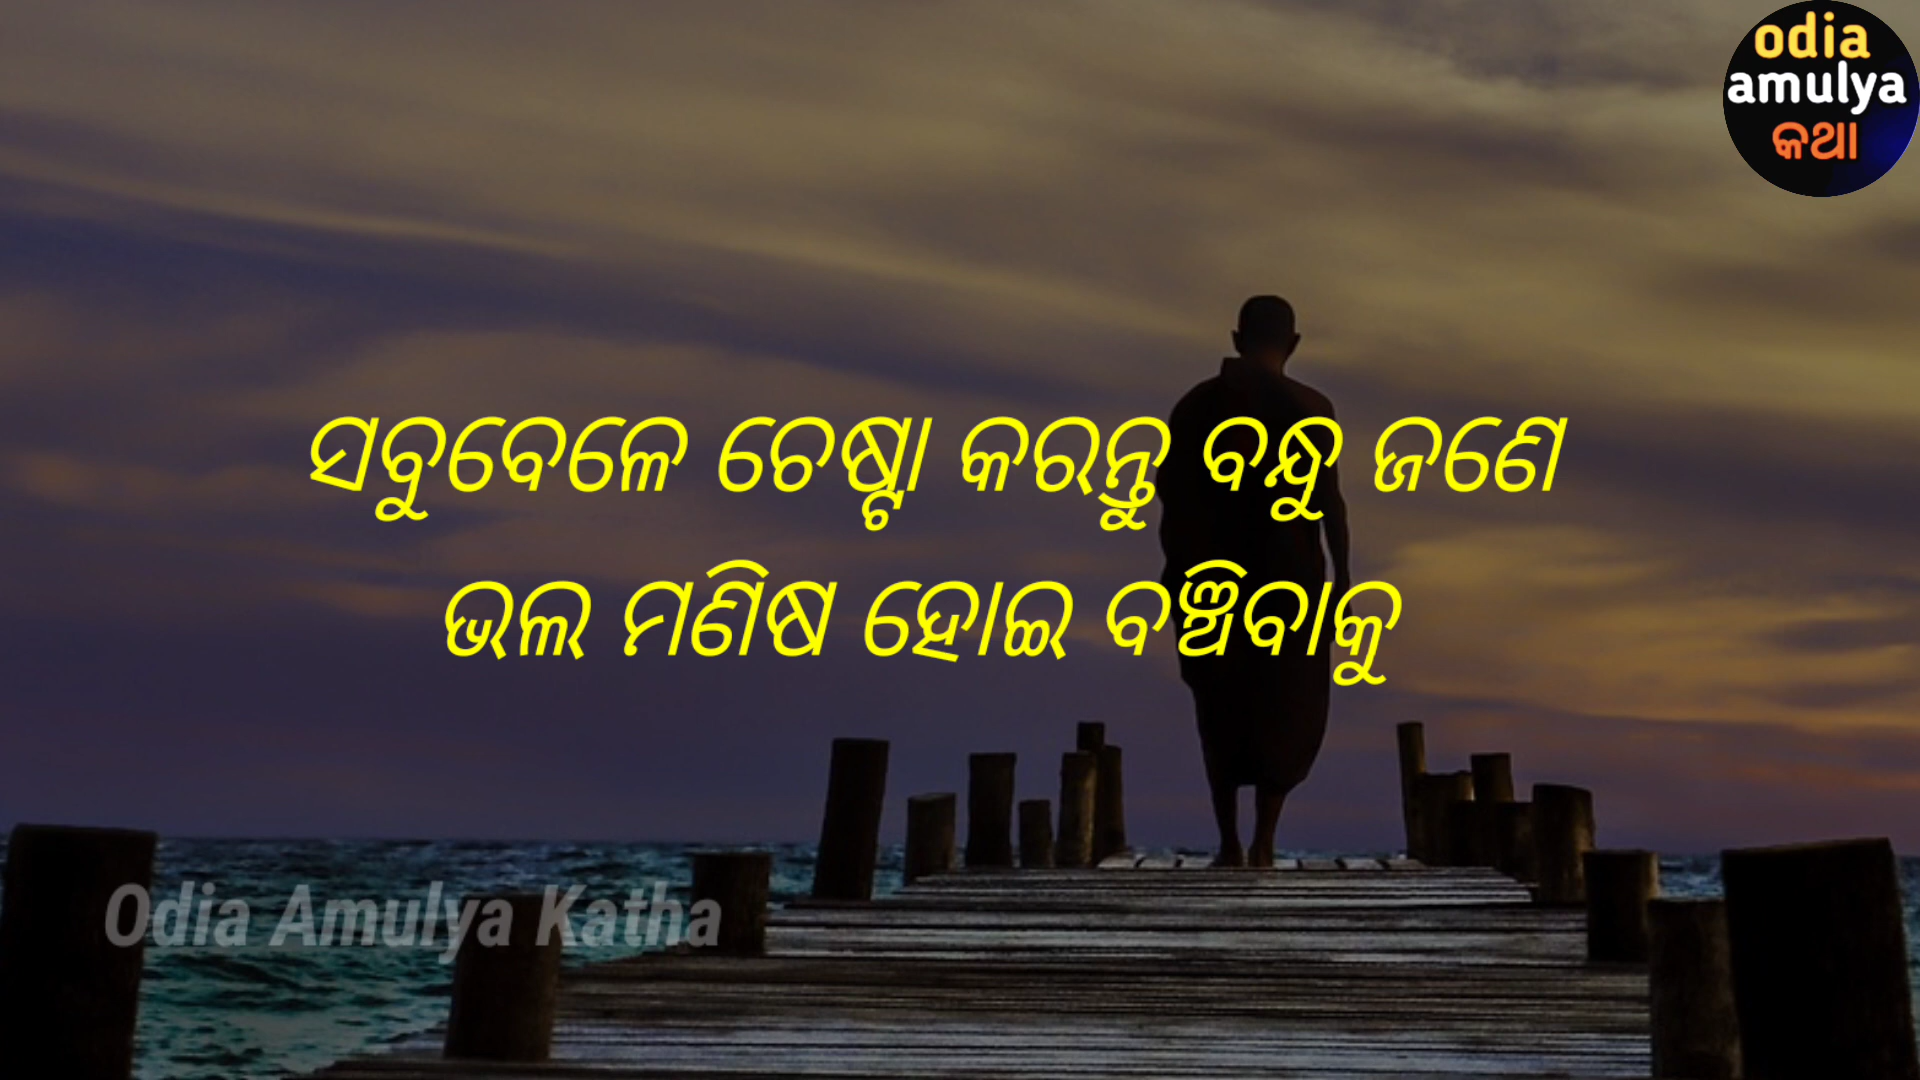 odia
amulya
କଥା
ସବୁବେଳେ ଚେଷ୍ଟା କରନ୍ତୁ ବନ୍ଧୁ ଜଣେ
ଭଲ ମଣିଷ ହୋଇ ବଞ୍ଚିବାକୁ
Odia Amulya Katha